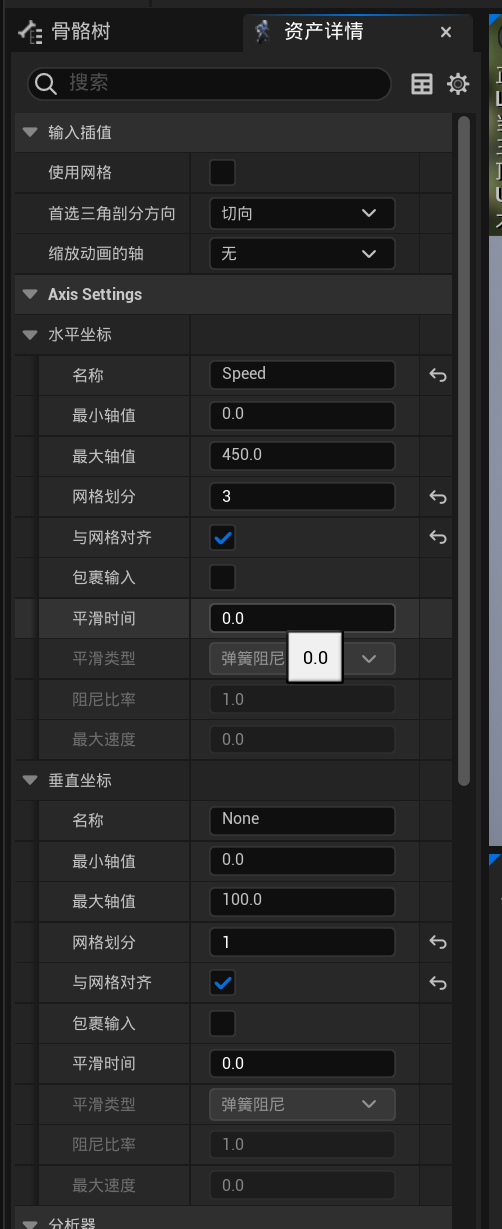 骨骼树
资产详情
搜索
输入插值
使用网格
首选三角剖分方向 切向
缩放动画的轴 无
Axis Settings
水平坐标
名称 Speed
最小轴值 0.0
最大轴值 450.0
网格划分 3
与网格对齐
包裹输入
平滑时间 0.0
平滑类型 弹簧阻尼
0.0
阻尼比率 1.0
最大速度 0.0
垂直坐标
名称 None
最小轴值 0.0
最大轴值 100.0
网格划分 1
与网格对齐
包裹输入
平滑时间 0.0
平滑类型 弹簧阻尼
阻尼比率 1.0
最大速度 0.0
分析器